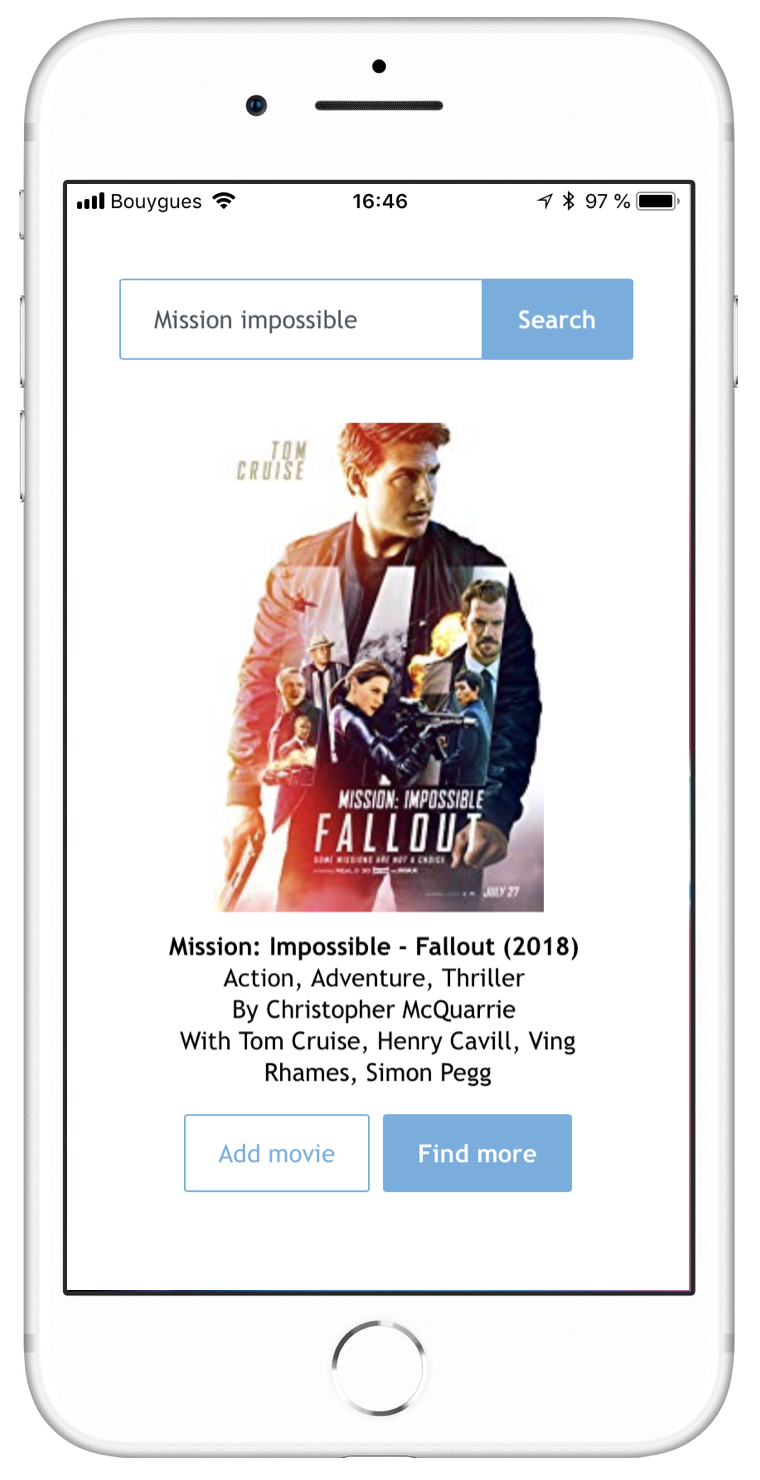 Bouygues 16:46 97 %
Mission impossible Search
TOM
CRUISE
MISSION: IMPOSSIBLE
FALLOUT
SOME MISSIONS ARE NOT A CHOICE
JULY 27
Mission: Impossible - Fallout (2018)
Action, Adventure, Thriller
By Christopher McQuarrie
With Tom Cruise, Henry Cavill, Ving
Rhames, Simon Pegg
Add movie Find more